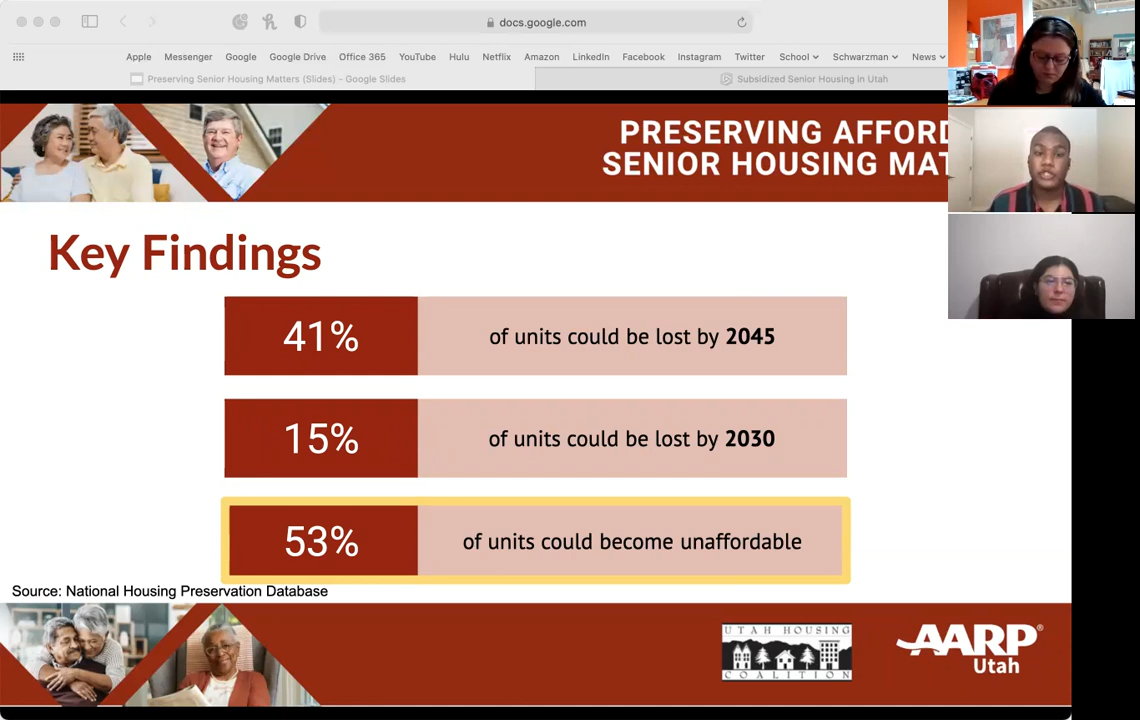 docs.google.com
Apple Messenger Google Google Drive Office 365 YouTube Hulu Netflix Amazon LinkedIn Facebook Instagram Twitter School Schwarzman News
Preserving Senior Housing Matters (Slides) – Google Slides
Subsidized Senior Housing in Utah
PRESERVING AFFORD
SENIOR HOUSING MAT
Key Findings
41% of units could be lost by 2045
15% of units could be lost by 2030
53% of units could become unaffordable
Source: National Housing Preservation Database
UTAH HOUSING
COALITION
AARP®
Utah